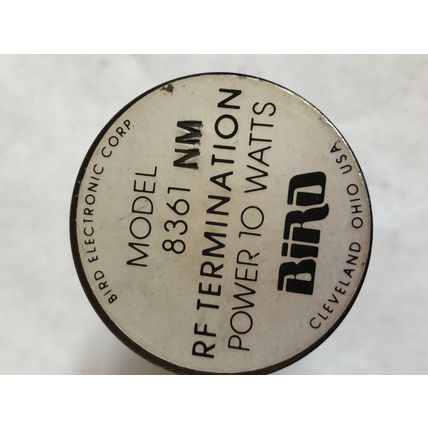 BIRD ELECTRONIC CORP.
MODEL
8361 NM
RF TERMINATION
POWER 10 WATTS
BiRD
CLEVELAND OHIO USA